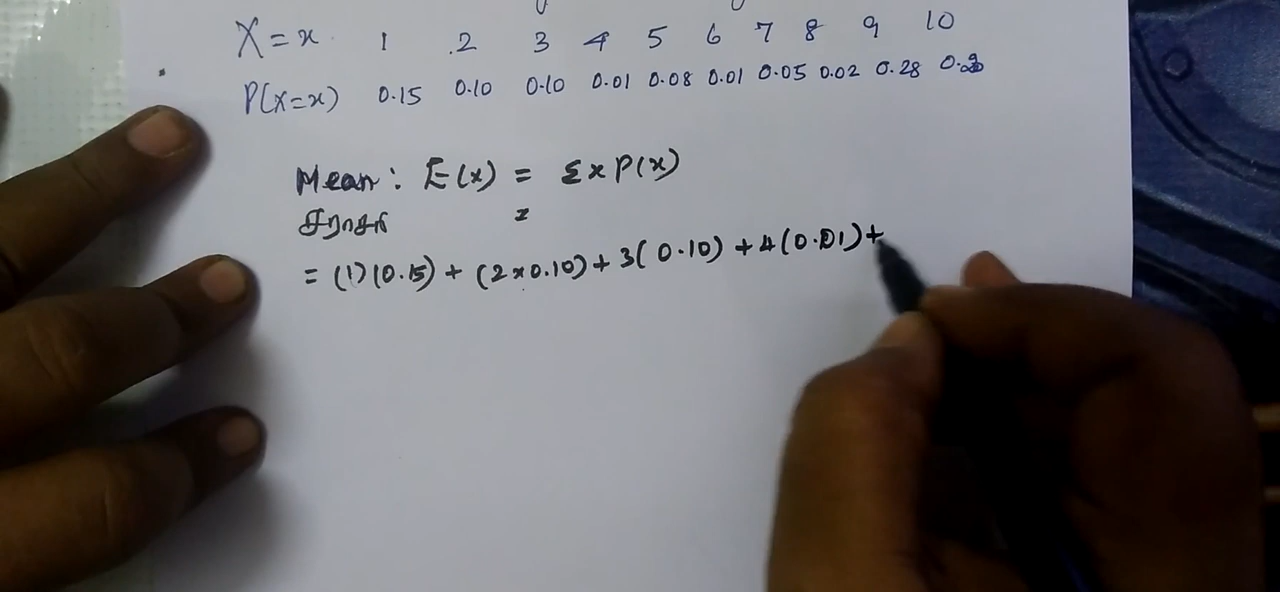 X=x 1 2 3 4 5 6 7 8 9 10
P(X=x) 0.15 0.10 0.10 0.01 0.08 0.01 0.05 0.02 0.28
Mean: E(x) = Σx P(x)
சராசரி =
= (1)(0.15) + (2×0.10) + 3(0.10) + 4(0.01) +